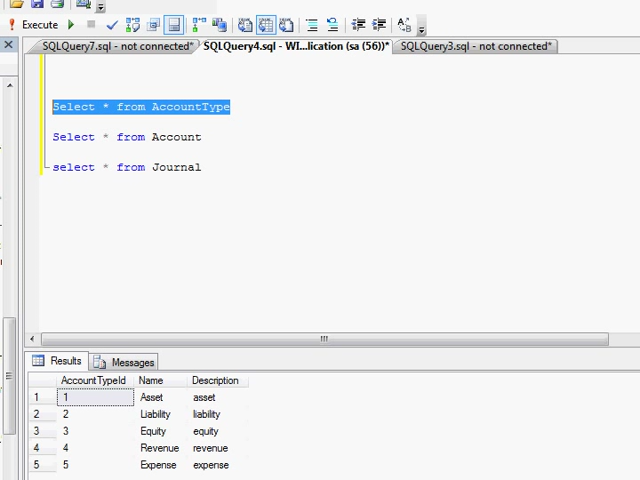 Execute
SQLQuery7.sql - not connected*
SQLQuery4.sql - WI...lication (sa (56))*
SQLQuery3.sql - not connected*
Select * from AccountType
Select * from Account
select * from Journal
Results
Messages
AccountTypeId Name Description
1 1 Asset asset
2 2 Liability liability
3 3 Equity equity
4 4 Revenue revenue
5 5 Expense expense